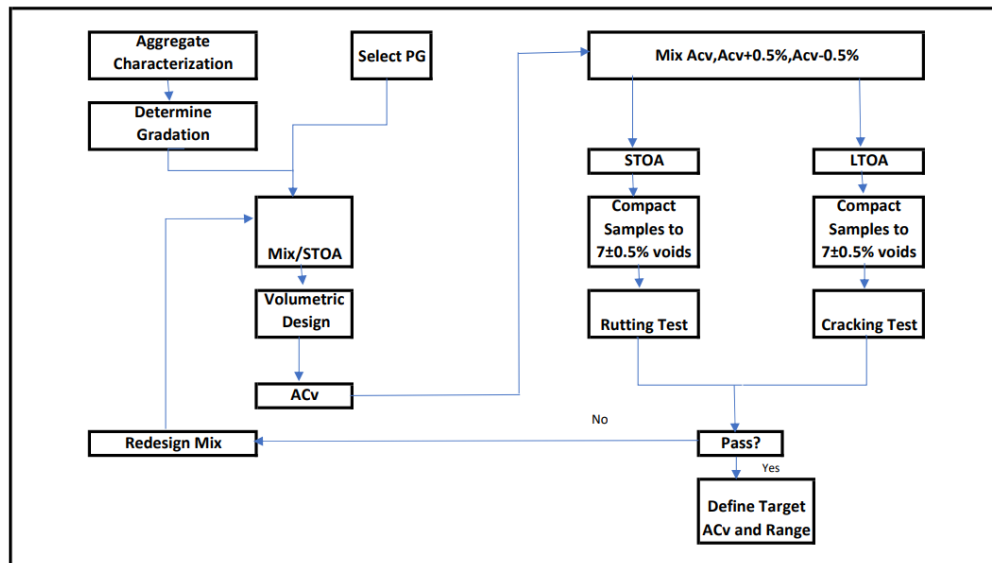 Aggregate
Characterization
Select PG
Determine
Gradation
Mix/STOA
Volumetric
Design
ACv
Redesign Mix
Mix Acv,Acv+0.5%,Acv-0.5%
STOA
LTOA
Compact
Samples to
7±0.5% voids
Compact
Samples to
7±0.5% voids
Rutting Test
Cracking Test
No
Pass?
Yes
Define Target
ACv and Range